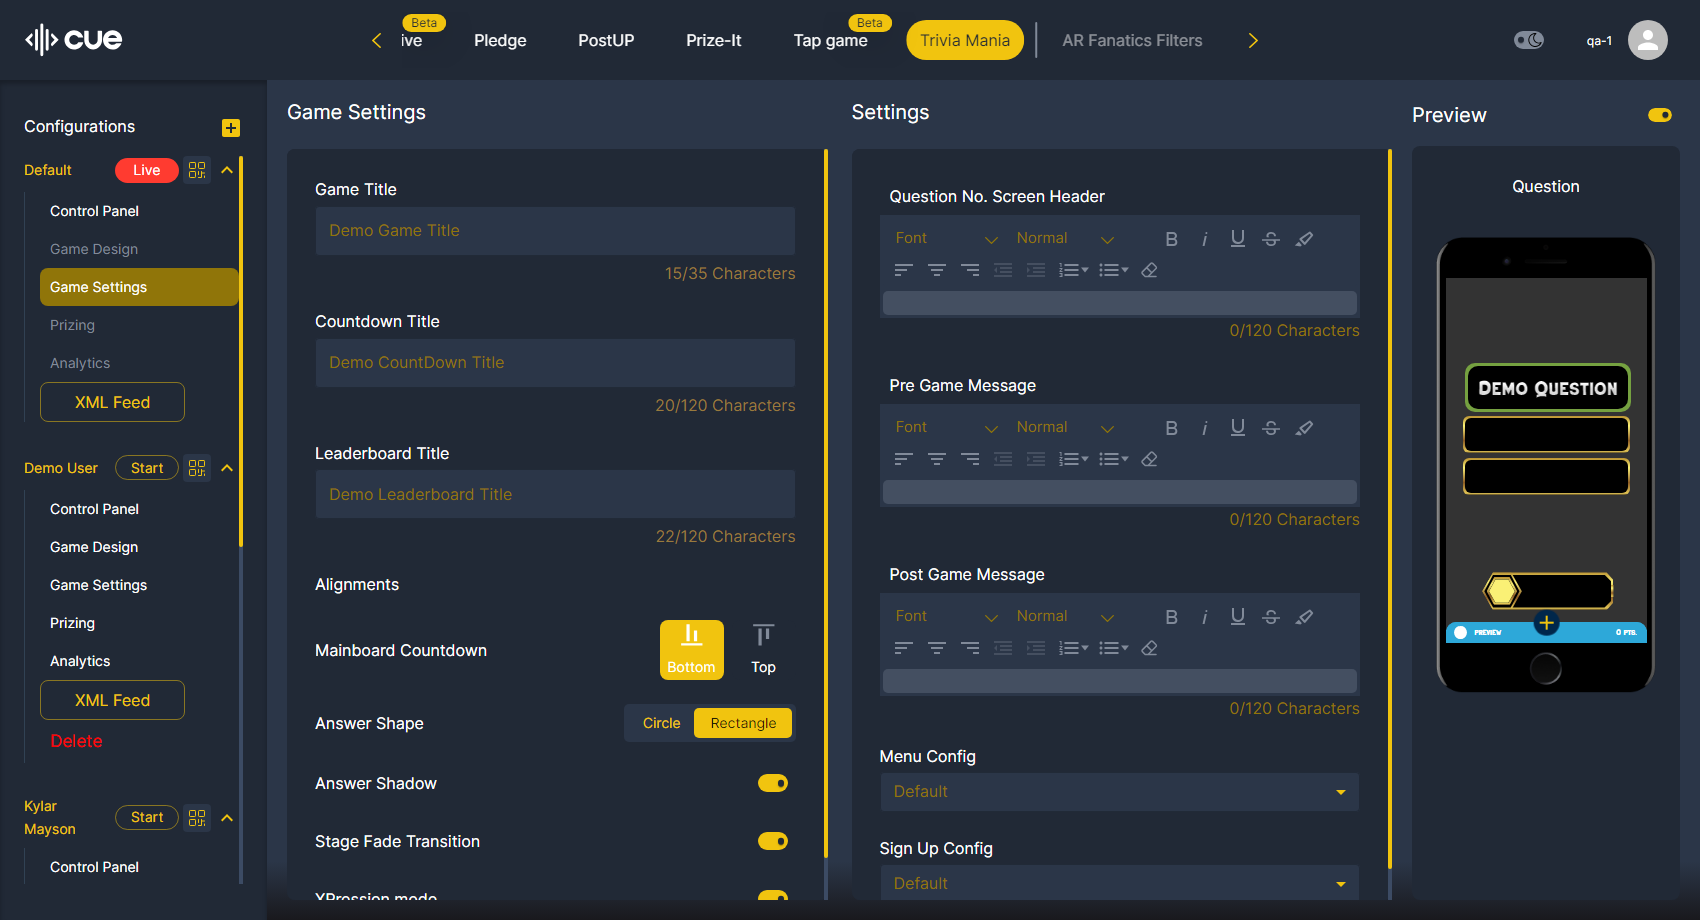 cue
Beta
ive
Pledge
PostUP
Prize-It
Beta
Tap game
Trivia Mania
AR Fanatics Filters
qa-1
Configurations
Default
Live
Control Panel
Game Design
Game Settings
Prizing
Analytics
XML Feed
Demo User
Start
Control Panel
Game Design
Game Settings
Prizing
Analytics
XML Feed
Delete
Kylar
Mayson
Start
Control Panel
Game Settings
Game Title
Demo Game Title
15/35 Characters
Countdown Title
Demo CountDown Title
20/120 Characters
Leaderboard Title
Demo Leaderboard Title
22/120 Characters
Alignments
Mainboard Countdown
Bottom
Top
Answer Shape
Circle
Rectangle
Answer Shadow
Stage Fade Transition
XPression mode
Settings
Question No. Screen Header
Font
Normal
B i U S
0/120 Characters
Pre Game Message
Font
Normal
B i U S
0/120 Characters
Post Game Message
Font
Normal
B i U S
0/120 Characters
Menu Config
Default
Sign Up Config
Default
Preview
Question
Demo Question
PREVIEW
0 PTS.